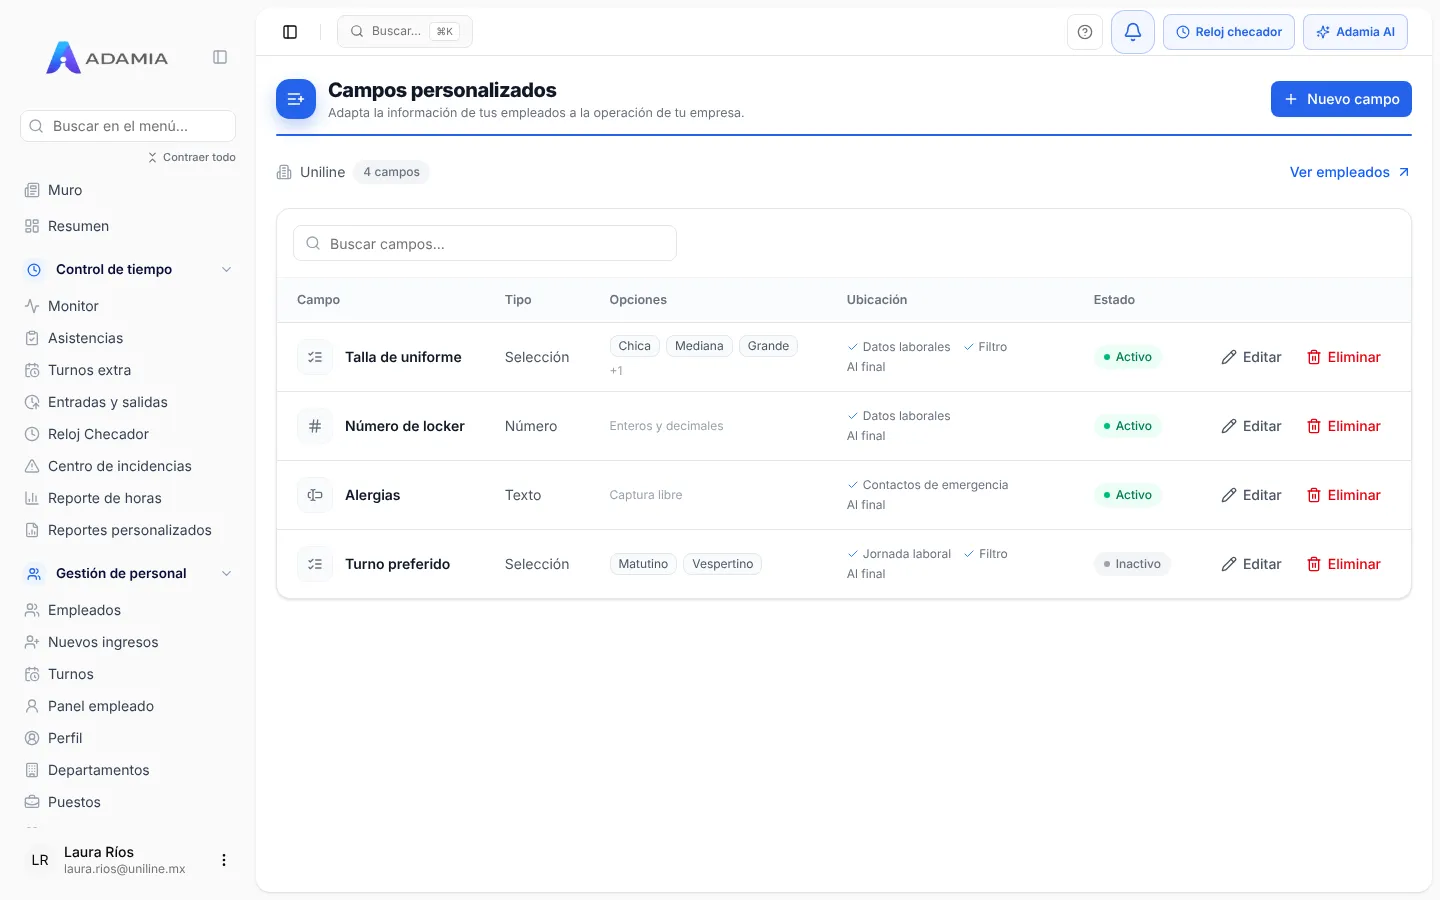 ADAMIA
Buscar en el menú...
Contraer todo
Muro
Resumen
Control de tiempo
Monitor
Asistencias
Turnos extra
Entradas y salidas
Reloj Checador
Centro de incidencias
Reporte de horas
Reportes personalizados
Gestión de personal
Empleados
Nuevos ingresos
Turnos
Panel empleado
Perfil
Departamentos
Puestos
LR
Laura Ríos
laura.rios@uniline.mx
Buscar... ⌘K
Reloj checador
Adamia AI
Campos personalizados
Adapta la información de tus empleados a la operación de tu empresa.
Nuevo campo
Uniline 4 campos
Ver empleados
Buscar campos...
Campo Tipo Opciones Ubicación Estado
Talla de uniforme Selección Chica Mediana Grande +1 Datos laborales Filtro Al final Activo Editar Eliminar
Número de locker Número Enteros y decimales Datos laborales Al final Activo Editar Eliminar
Alergias Texto Captura libre Contactos de emergencia Al final Activo Editar Eliminar
Turno preferido Selección Matutino Vespertino Jornada laboral Filtro Al final Inactivo Editar Eliminar